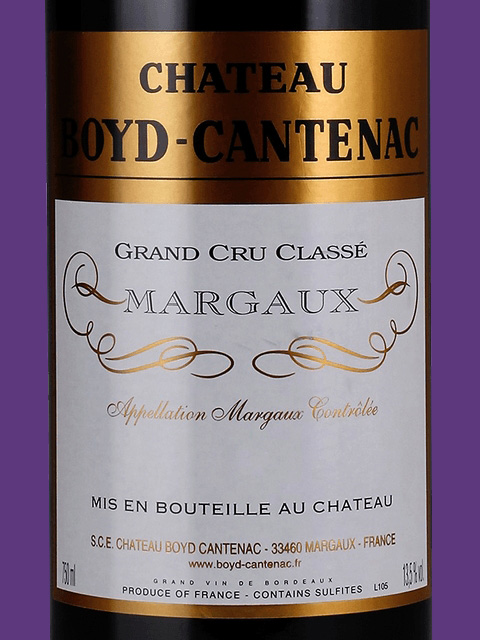 CHATEAU
BOYD-CANTENAC
GRAND CRU CLASSÉ
MARGAUX
Appellation Margaux Contrôlée
MIS EN BOUTEILLE AU CHATEAU
S.C.E. CHATEAU BOYD CANTENAC - 33460 MARGAUX - FRANCE
www.boyd-cantenac.fr
750 ml
GRAND VIN DE BORDEAUX
13.5 % vol.
PRODUCE OF FRANCE - CONTAINS SULFITES L105